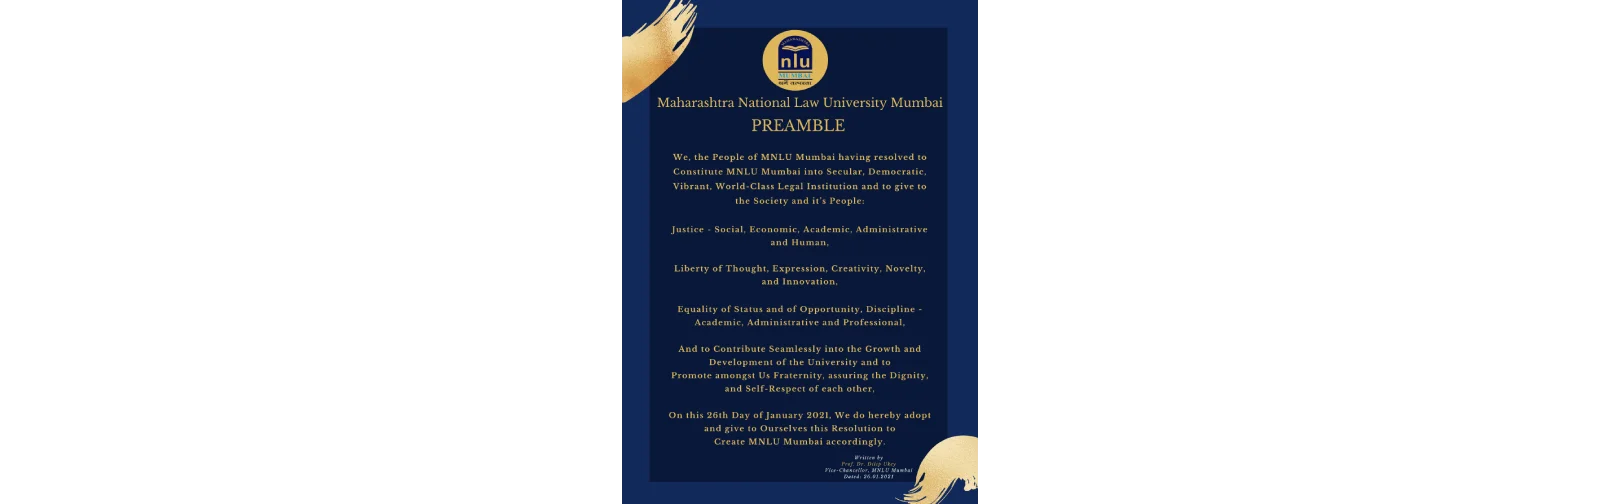 nlu
MUMBAI
Maharashtra National Law University Mumbai
PREAMBLE
We, the People of MNLU Mumbai having resolved to
Constitute MNLU Mumbai into Secular, Democratic,
Vibrant, World-Class Legal Institution and to give to
the Society and it's People:
Justice - Social, Economic, Academic, Administrative
and Human,
Liberty of Thought, Expression, Creativity, Novelty,
and Innovation,
Equality of Status and of Opportunity, Discipline -
Academic, Administrative and Professional,
And to Contribute Seamlessly into the Growth and
Development of the University and to
Promote amongst Us Fraternity, assuring the Dignity,
and Self-Respect of each other,
On this 26th Day of January 2021, We do hereby adopt
and give to Ourselves this Resolution to
Create MNLU Mumbai accordingly.
Written by
Prof. Dr. Dilip Ukey
Vice-Chancellor, MNLU Mumbai
Dated: 26.01.2021